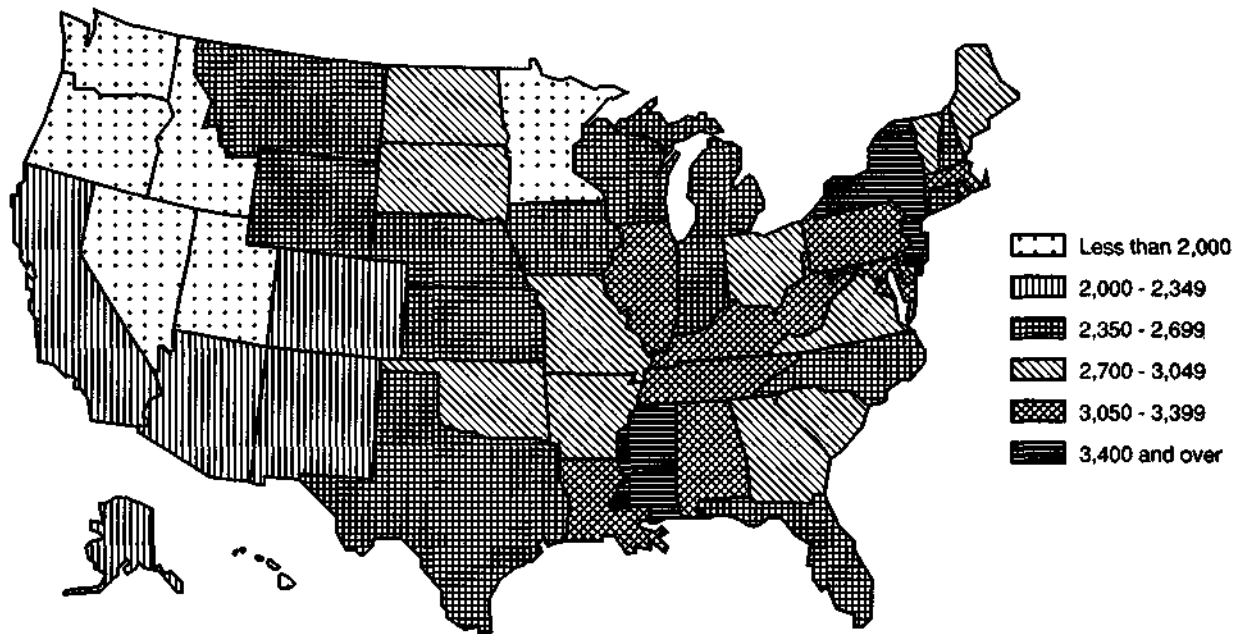 Less than 2,000
2,000 - 2,349
2,350 - 2,699
2,700 - 3,049
3,050 - 3,399
3,400 and over